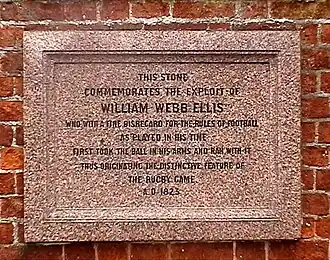 THIS STONE
COMMEMORATES THE EXPLOIT OF
WILLIAM WEBB ELLIS
WHO WITH A FINE DISREGARD FOR THE RULES OF FOOTBALL
AS PLAYED IN HIS TIME
FIRST TOOK THE BALL IN HIS ARMS AND RAN WITH IT
THUS ORIGINATING THE DISTINCTIVE FEATURE OF
THE RUGBY GAME
A.D. 1823